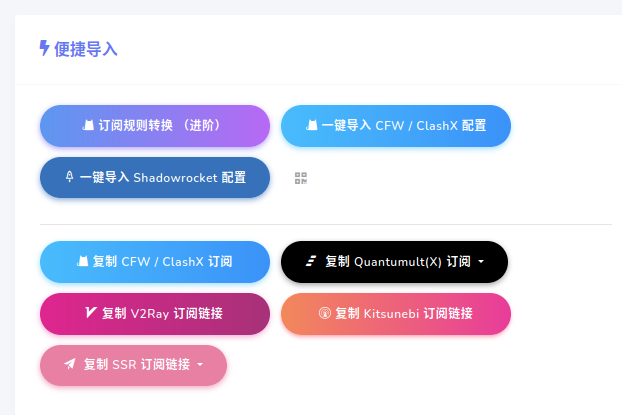 便捷导入
订阅规则转换 （进阶）
一键导入 CFW / ClashX 配置
一键导入 Shadowrocket 配置
复制 CFW / ClashX 订阅
复制 Quantumult(X) 订阅
复制 V2Ray 订阅链接
复制 Kitsunebi 订阅链接
复制 SSR 订阅链接